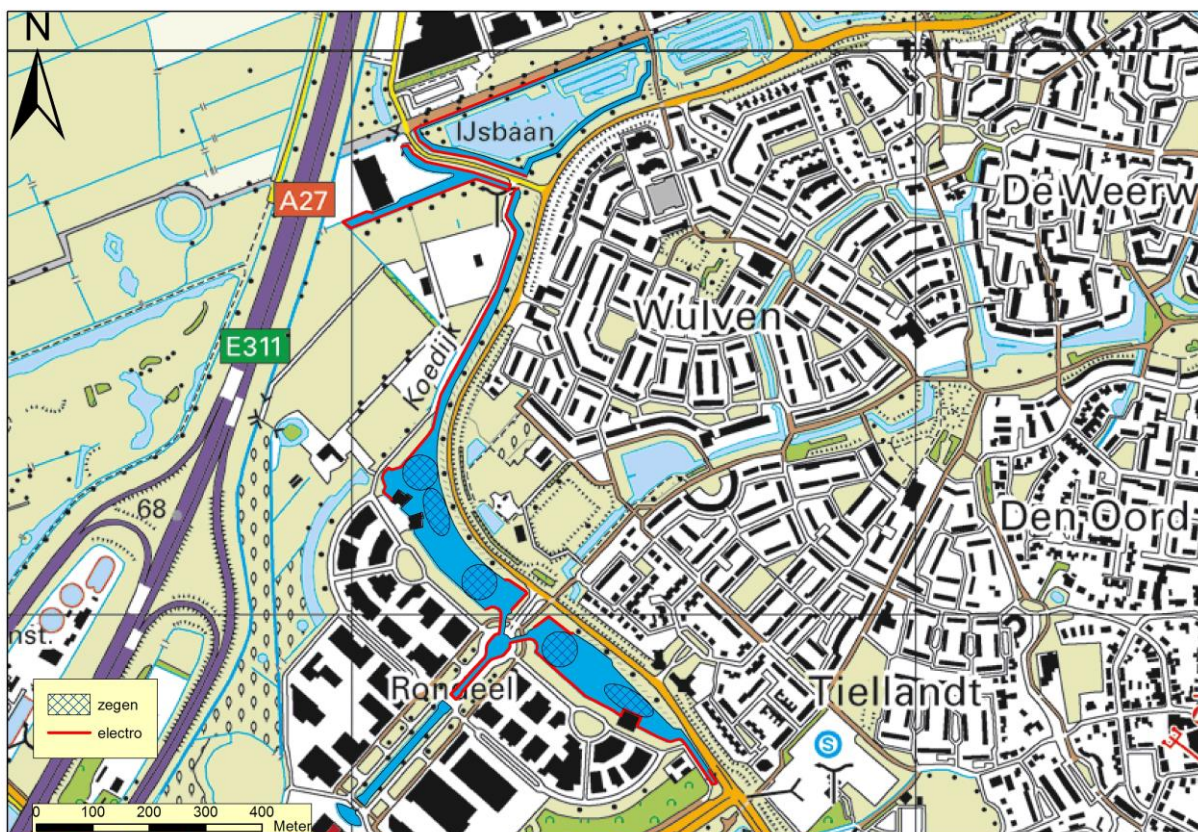 N
IJsbaan
A27
De Weerw
Wulven
E311
Koedijk
68
Den Oord
nst.
Rondeel
Tiellandt
S
zegen
electro
0 100 200 300 400
Meter